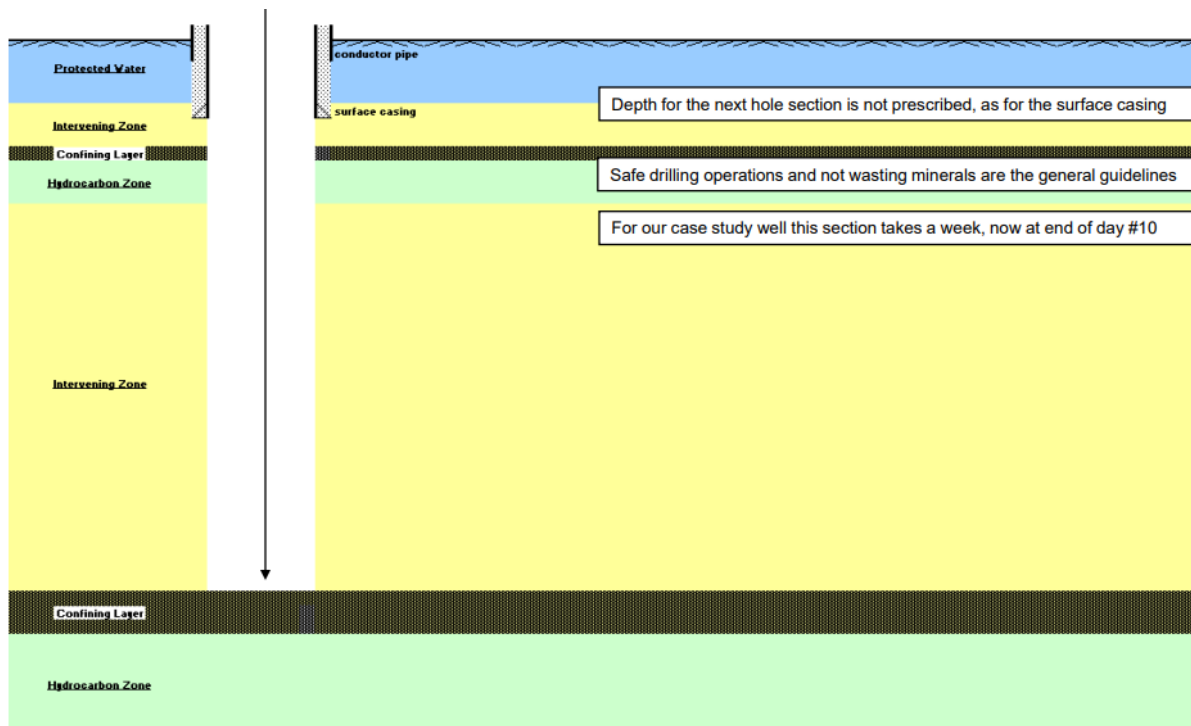 conductor pipe
Protected Water
Depth for the next hole section is not prescribed, as for the surface casing
surface casing
Intervening Zone
Confining Layer
Safe drilling operations and not wasting minerals are the general guidelines
Hydrocarbon Zone
For our case study well this section takes a week, now at end of day #10
Intervening Zone
Confining Layer
Hydrocarbon Zone